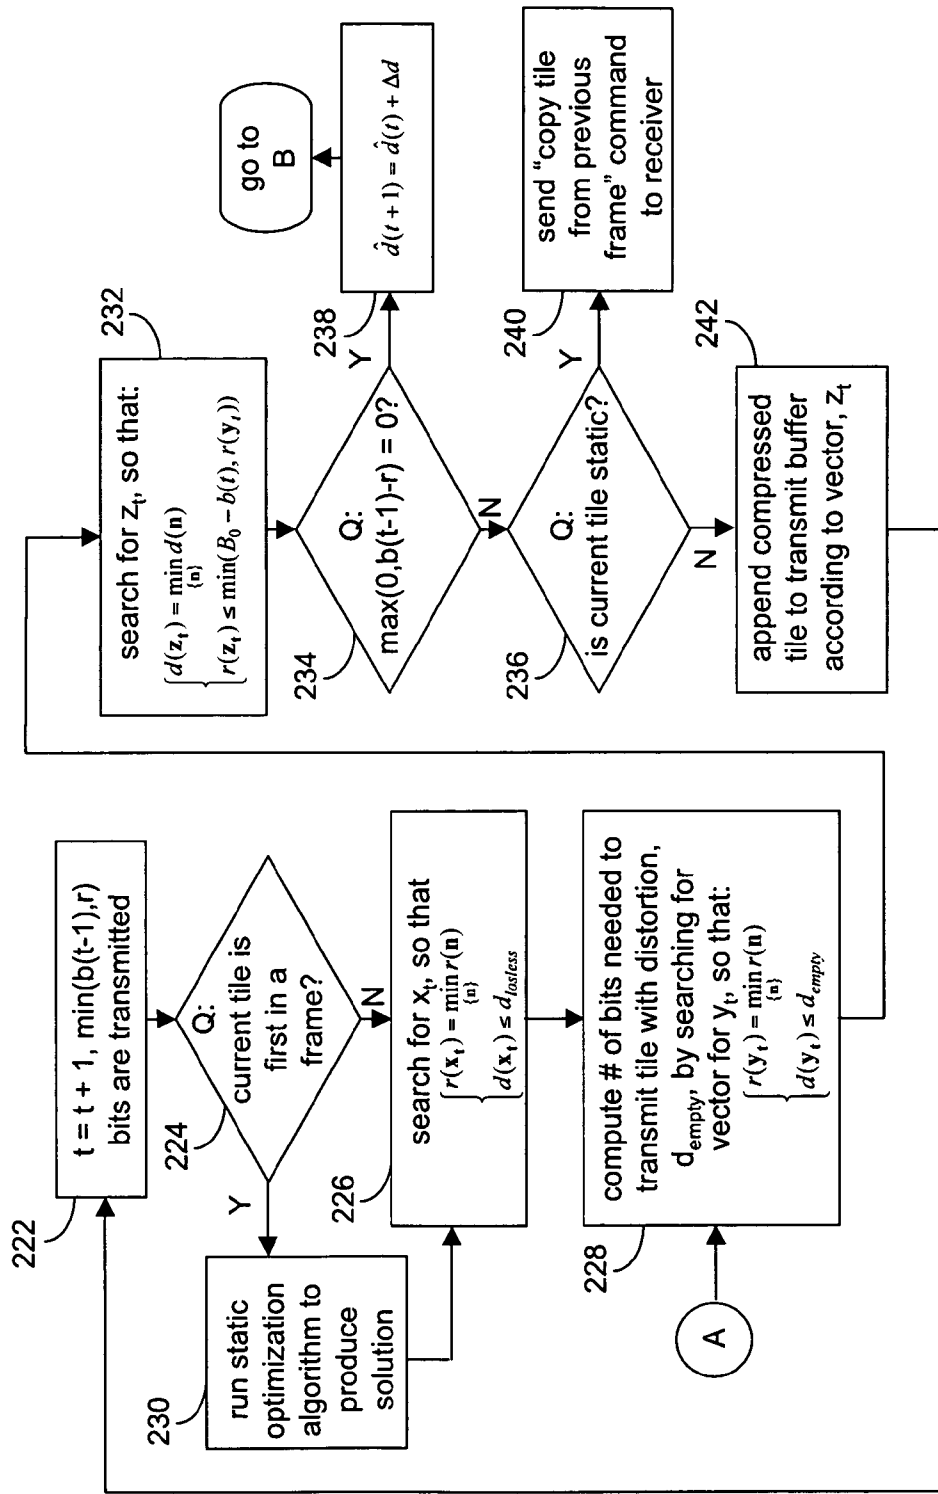 222
t = t + 1, min(b(t-1),r)
bits are transmitted
224
Q:
current tile is
first in a
frame?
Y
N
230
run static
optimization
algorithm to
produce
solution
226
search for x_t, so that
{ r(x_t) = min r(n)
{n}
d(x_t) ≤ d_losless
228
compute # of bits needed to
transmit tile with distortion,
d_empty, by searching for
vector for y_t, so that:
{ r(y_t) = min r(n)
{n}
d(y_t) ≤ d_empty
A
232
search for z_t, so that:
{ d(z_t) = min d(n)
{n}
r(z_t) ≤ min(B_0 − b(t), r(y_t))
234
Q:
max(0,b(t-1)-r) = 0?
Y
N
238
d̂(t + 1) = d̂(t) + Δd
go to
B
236
Q:
is current tile static?
Y
N
240
send "copy tile
from previous
frame" command
to receiver
242
append compressed
tile to transmit buffer
according to vector, z_t